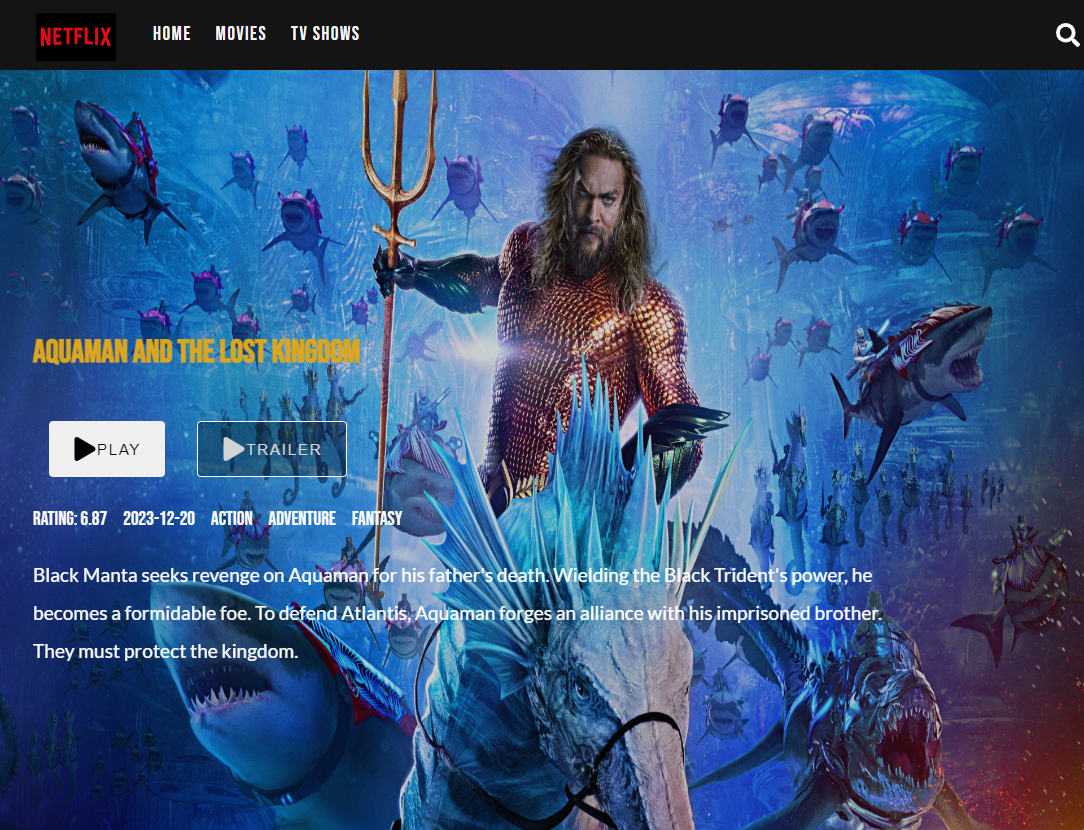 NETFLIX
HOME MOVIES TV SHOWS
AQUAMAN AND THE LOST KINGDOM
PLAY TRAILER
RATING: 6.87 2023-12-20 ACTION ADVENTURE FANTASY
Black Manta seeks revenge on Aquaman for his father's death. Wielding the Black Trident's power, he
becomes a formidable foe. To defend Atlantis, Aquaman forges an alliance with his imprisoned brother.
They must protect the kingdom.